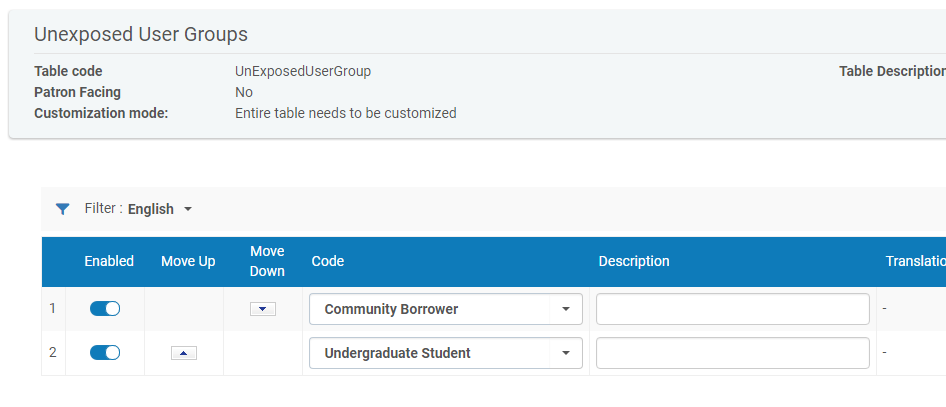 Unexposed User Groups
Table code UnExposedUserGroup Table Description
Patron Facing No
Customization mode: Entire table needs to be customized
Filter : English
Enabled Move Up Move Down Code Description Translatio
1 Community Borrower -
2 Undergraduate Student -